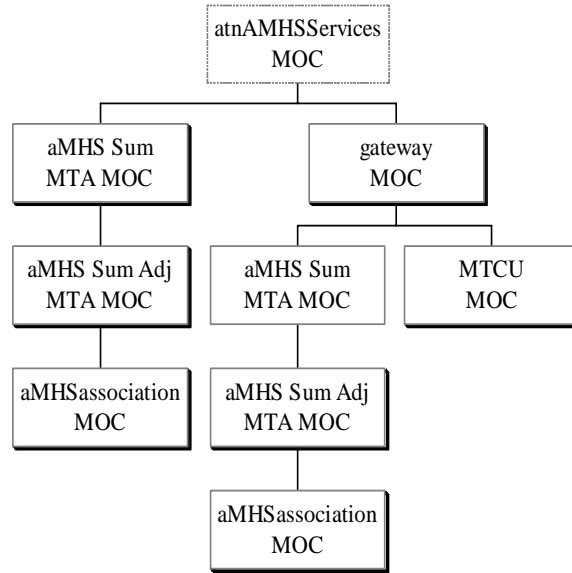 atnAMHSServices
MOC
aMHS Sum
MTA MOC
gateway
MOC
aMHS Sum Adj
MTA MOC
aMHS Sum
MTA MOC
MTCU
MOC
aMHSassociation
MOC
aMHS Sum Adj
MTA MOC
aMHSassociation
MOC